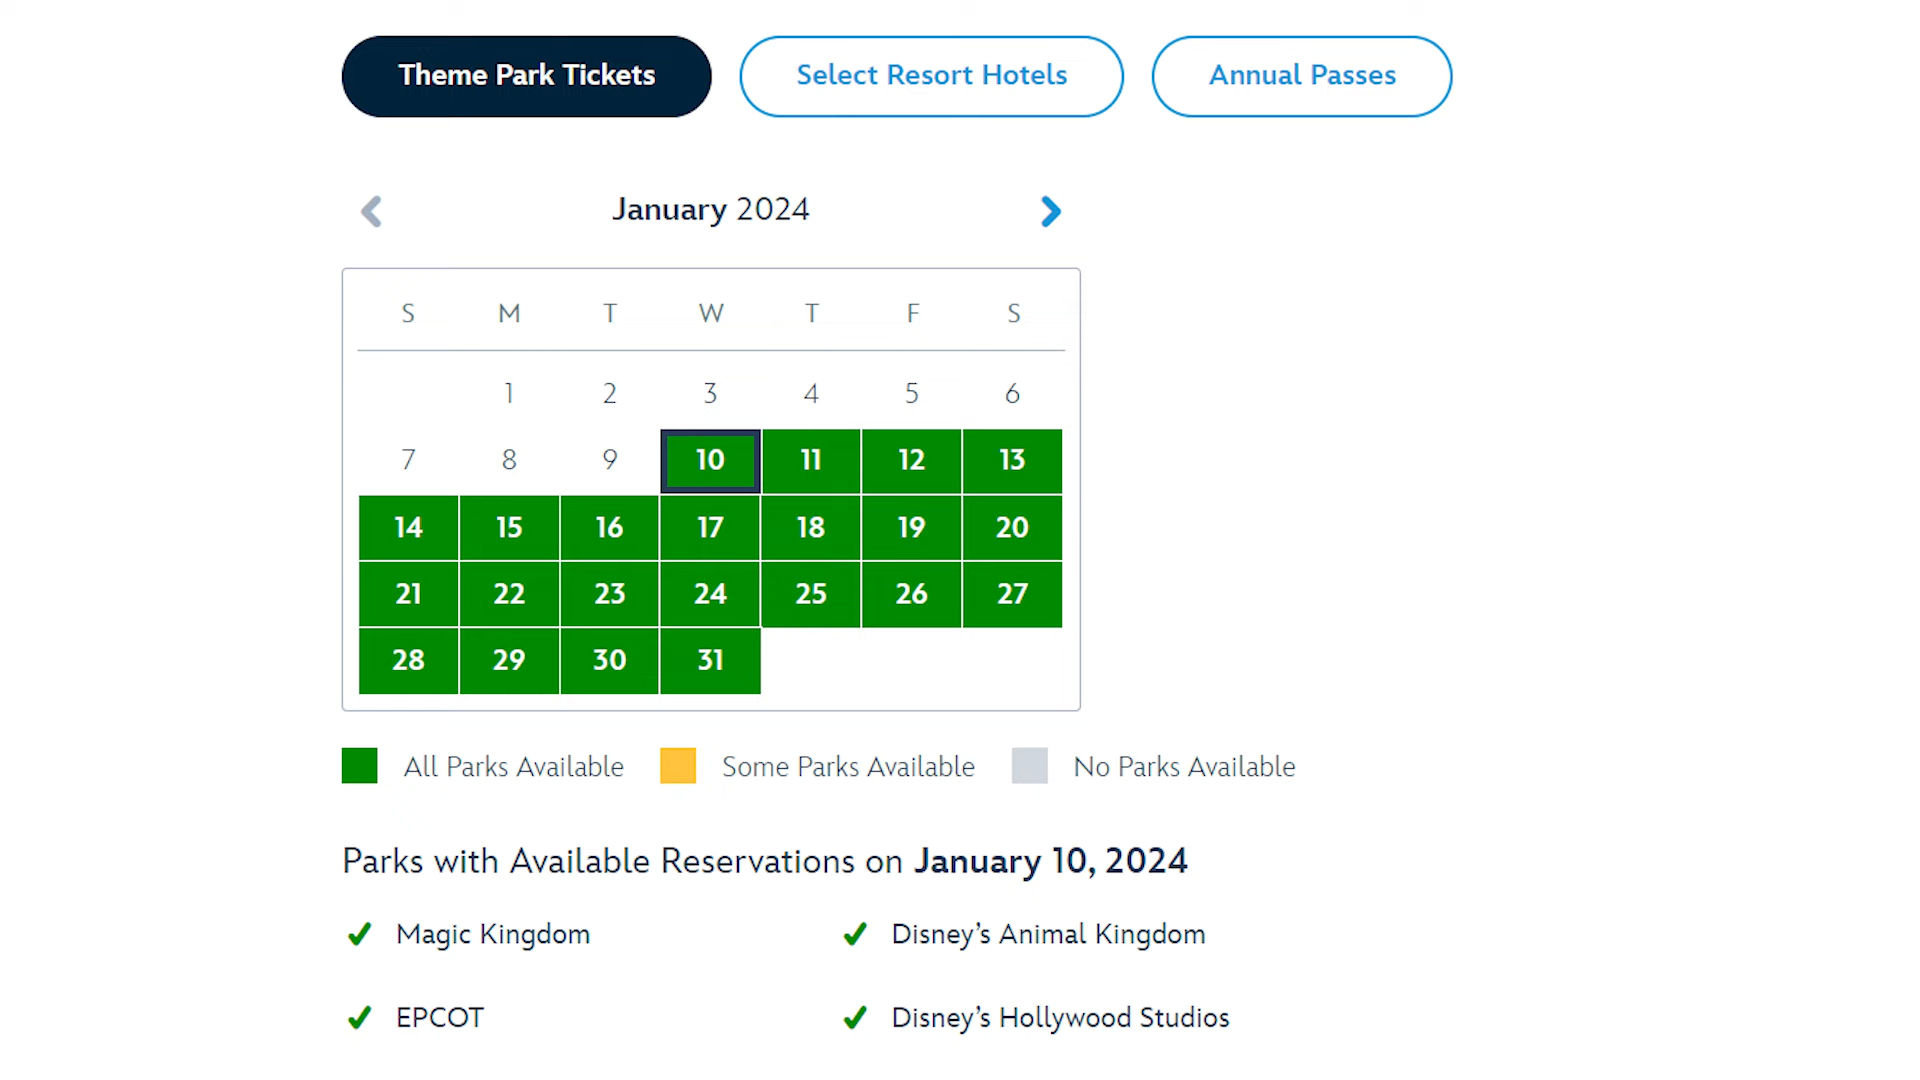 Theme Park Tickets Select Resort Hotels Annual Passes
January 2024
S M T W T F S
1 2 3 4 5 6
7 8 9 10 11 12 13
14 15 16 17 18 19 20
21 22 23 24 25 26 27
28 29 30 31
All Parks Available Some Parks Available No Parks Available
Parks with Available Reservations on January 10, 2024
Magic Kingdom Disney’s Animal Kingdom
EPCOT Disney’s Hollywood Studios